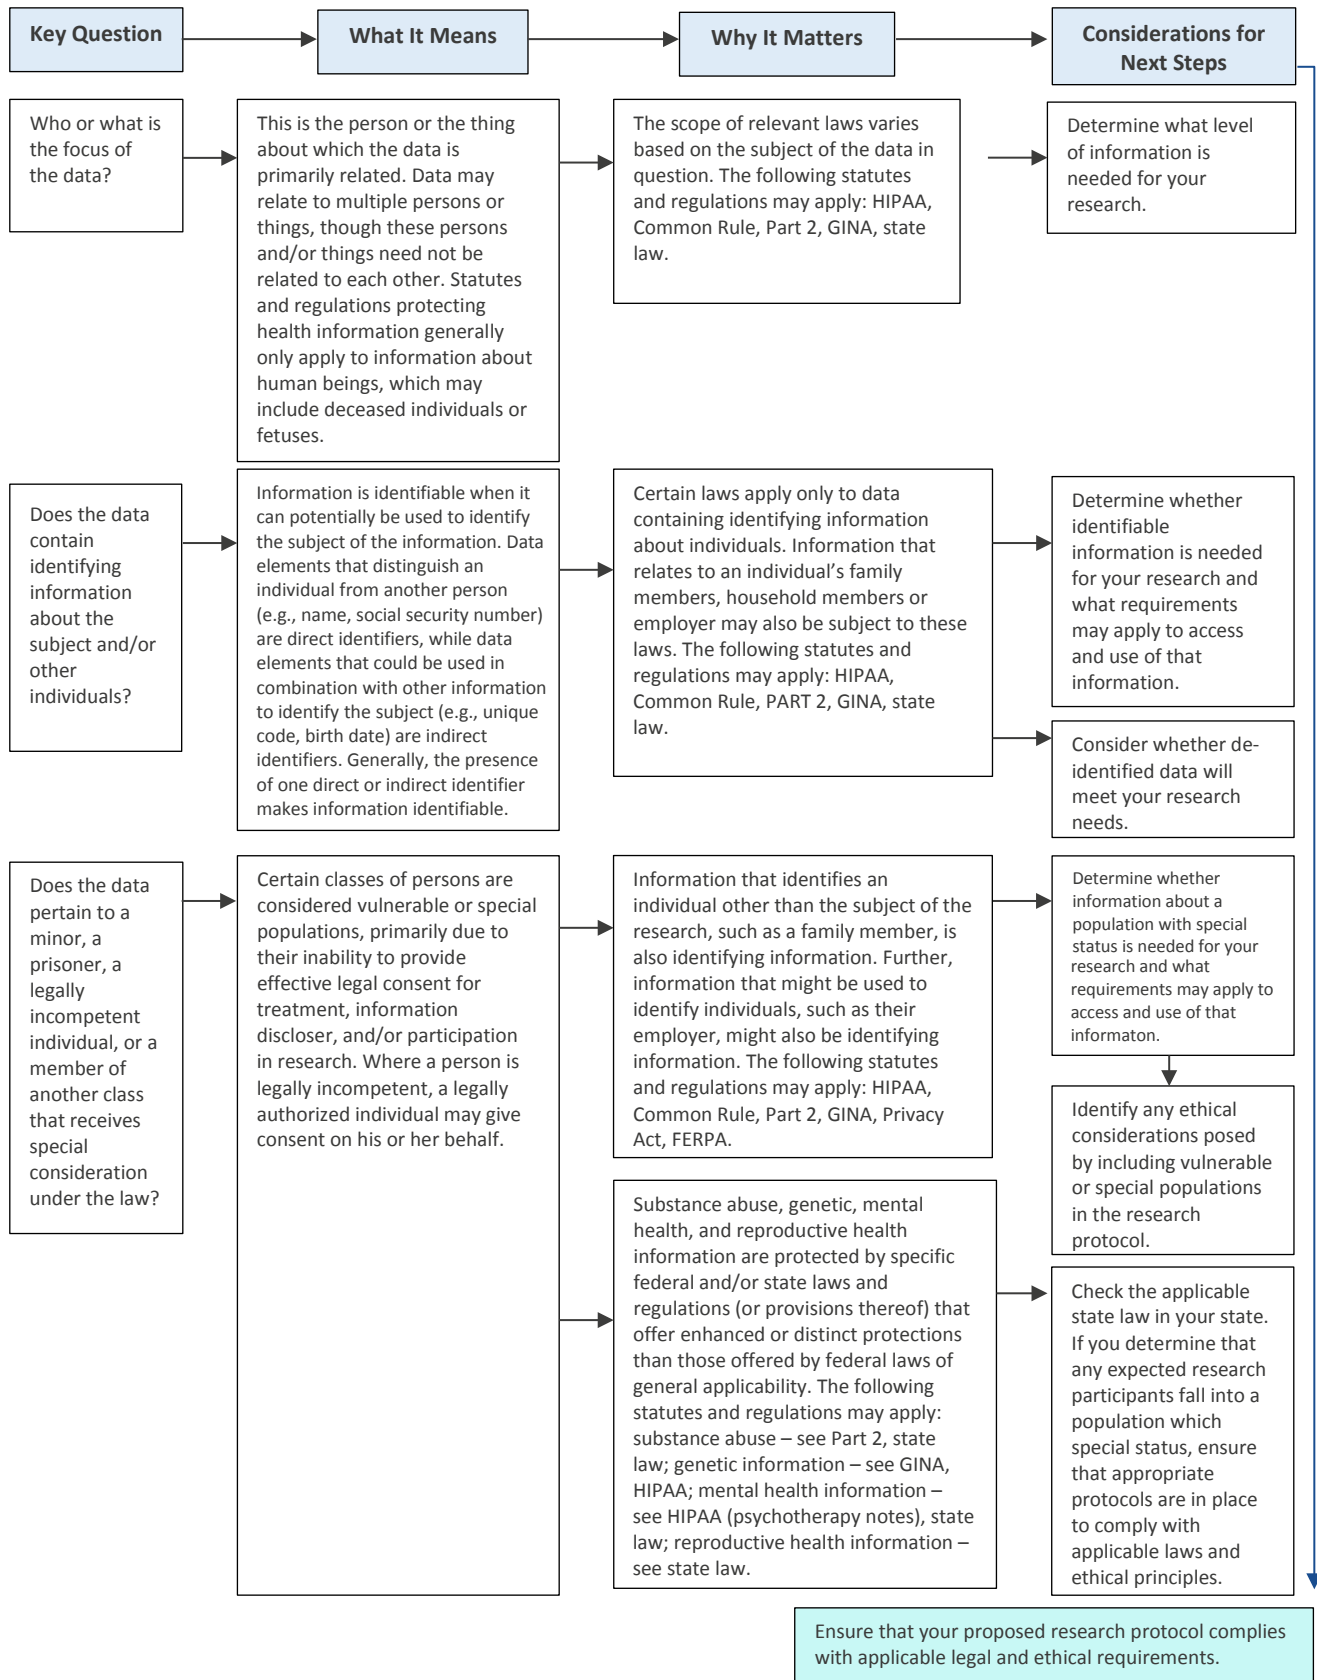 Key Question
What It Means
Why It Matters
Considerations for
Next Steps
Who or what is
the focus of
the data?
This is the person or the thing
about which the data is
primarily related. Data may
relate to multiple persons or
things, though these persons
and/or things need not be
related to each other. Statutes
and regulations protecting
health information generally
only apply to information about
human beings, which may
include deceased individuals or
fetuses.
The scope of relevant laws varies
based on the subject of the data in
question. The following statutes
and regulations may apply: HIPAA,
Common Rule, Part 2, GINA, state
law.
Determine what level
of information is
needed for your
research.
Does the data
contain
identifying
information
about the
subject and/or
other
individuals?
Information is identifiable when it
can potentially be used to identify
the subject of the information. Data
elements that distinguish an
individual from another person
(e.g., name, social security number)
are direct identifiers, while data
elements that could be used in
combination with other information
to identify the subject (e.g., unique
code, birth date) are indirect
identifiers. Generally, the presence
of one direct or indirect identifier
makes information identifiable.
Certain laws apply only to data
containing identifying information
about individuals. Information that
relates to an individual’s family
members, household members or
employer may also be subject to these
laws. The following statutes and
regulations may apply: HIPAA,
Common Rule, PART 2, GINA, state
law.
Determine whether
identifiable
information is needed
for your research and
what requirements
may apply to access
and use of that
information.
Consider whether de-
identified data will
meet your research
needs.
Does the data
pertain to a
minor, a
prisoner, a
legally
incompetent
individual, or a
member of
another class
that receives
special
consideration
under the law?
Certain classes of persons are
considered vulnerable or special
populations, primarily due to
their inability to provide
effective legal consent for
treatment, information
discloser, and/or participation
in research. Where a person is
legally incompetent, a legally
authorized individual may give
consent on his or her behalf.
Information that identifies an
individual other than the subject of the
research, such as a family member, is
also identifying information. Further,
information that might be used to
identify individuals, such as their
employer, might also be identifying
information. The following statutes
and regulations may apply: HIPAA,
Common Rule, Part 2, GINA, Privacy
Act, FERPA.
Substance abuse, genetic, mental
health, and reproductive health
information are protected by specific
federal and/or state laws and
regulations (or provisions thereof) that
offer enhanced or distinct protections
than those offered by federal laws of
general applicability. The following
statutes and regulations may apply:
substance abuse – see Part 2, state
law; genetic information – see GINA,
HIPAA; mental health information –
see HIPAA (psychotherapy notes), state
law; reproductive health information –
see state law.
Determine whether
information about a
population with special
status is needed for your
research and what
requirements may apply to
access and use of that
informaton.
Identify any ethical
considerations posed
by including vulnerable
or special populations
in the research
protocol.
Check the applicable
state law in your state.
If you determine that
any expected research
participants fall into a
population which
special status, ensure
that appropriate
protocols are in place
to comply with
applicable laws and
ethical principles.
Ensure that your proposed research protocol complies
with applicable legal and ethical requirements.